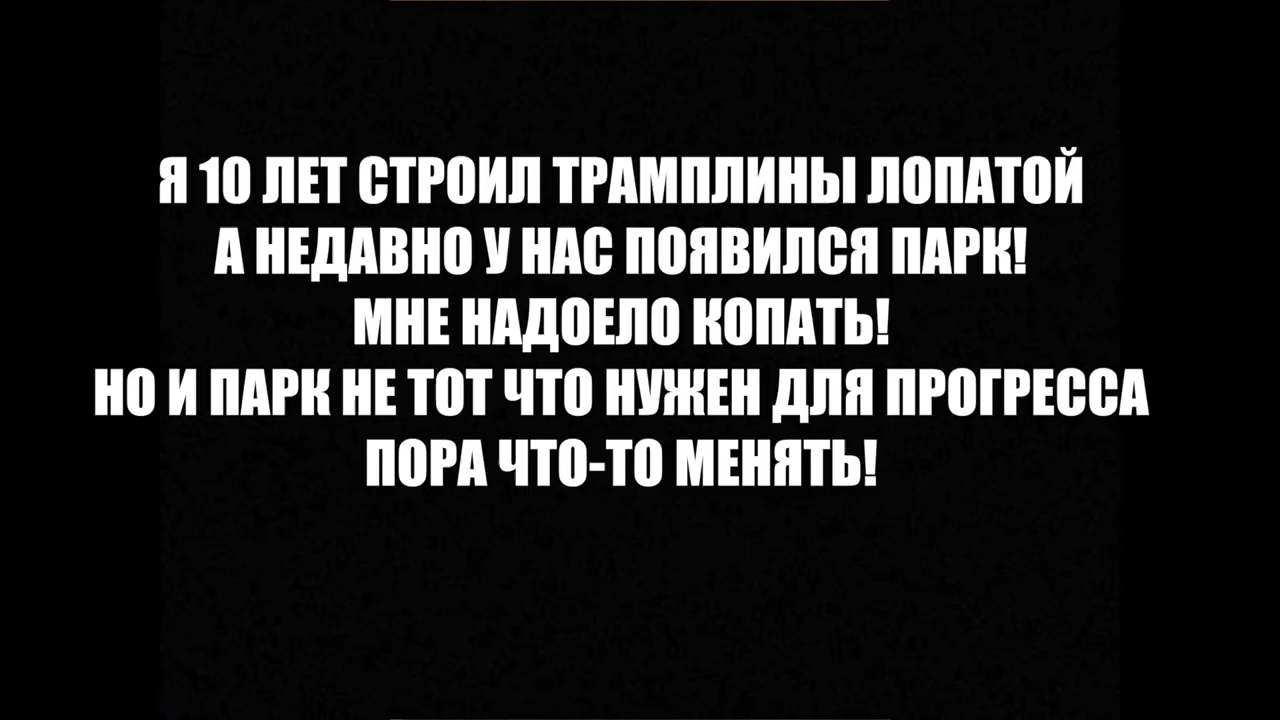 Я 10 ЛЕТ СТРОИЛ ТРАМПЛИНЫ ЛОПАТОЙ
А НЕДАВНО У НАС ПОЯВИЛСЯ ПАРК!
МНЕ НАДОЕЛО КОПАТЬ!
НО И ПАРК НЕ ТОТ ЧТО НУЖЕН ДЛЯ ПРОГРЕССА
ПОРА ЧТО-ТО МЕНЯТЬ!